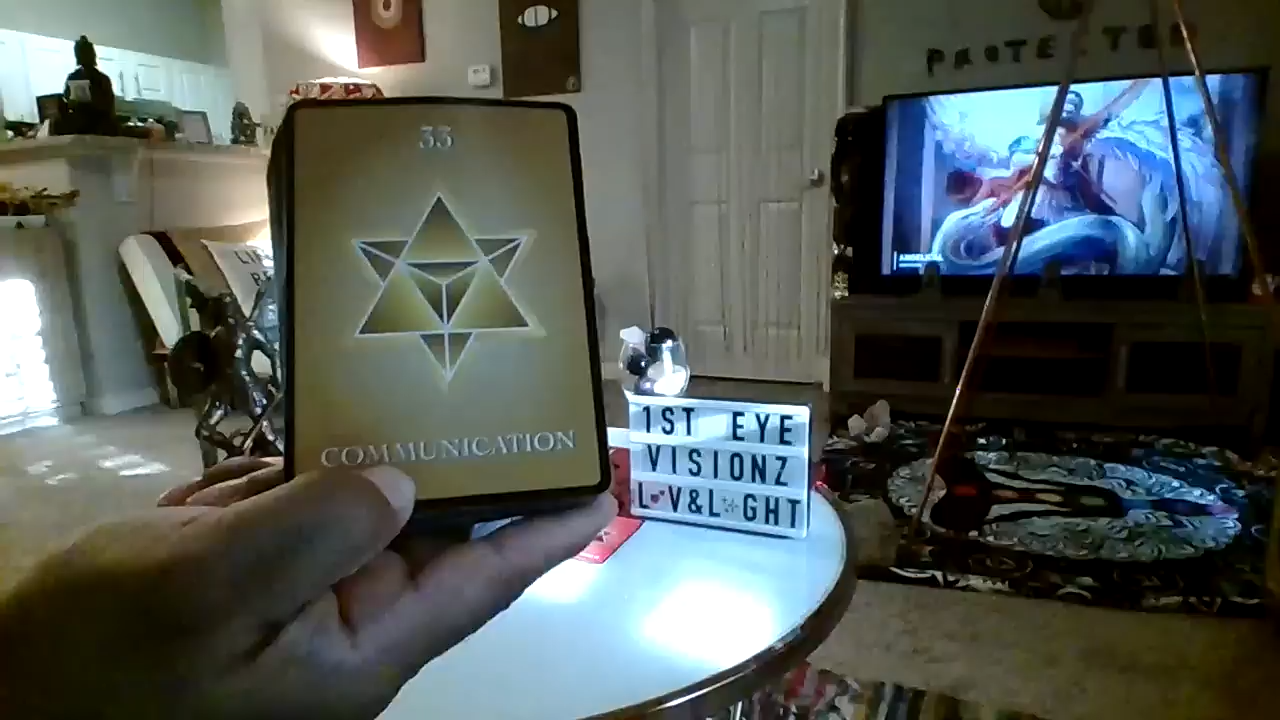 33
COMMUNICATION
PROTECTED
1ST EYE
VISIONZ
L♥V&L✨GHT